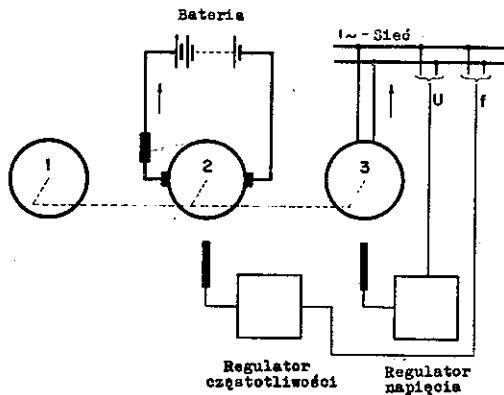 Bateria
1~ - Sieć
1
2
3
U
f
Regulator
częstotliwości
Regulator
napięcia